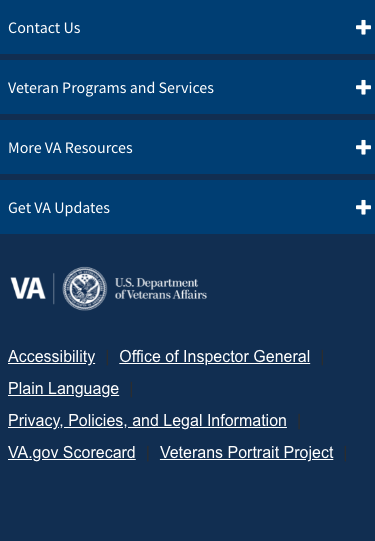 Contact Us
Veteran Programs and Services
More VA Resources
Get VA Updates
VA
U.S. Department
of Veterans Affairs
Accessibility Office of Inspector General
Plain Language
Privacy, Policies, and Legal Information
VA.gov Scorecard Veterans Portrait Project